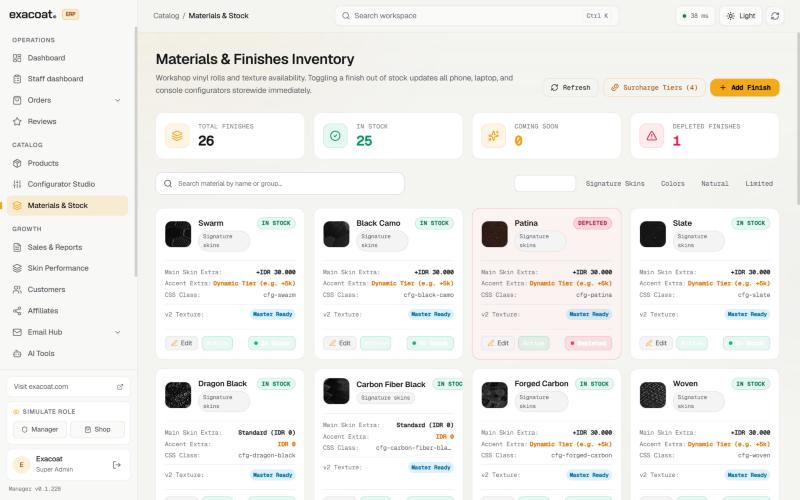 exacoat. ERP
Catalog / Materials & Stock
Search workspace
Ctrl K
38 ms
Light
OPERATIONS
Dashboard
Staff dashboard
Orders
Reviews
CATALOG
Products
Configurator Studio
Materials & Stock
GROWTH
Sales & Reports
Skin Performance
Customers
Affiliates
Email Hub
AI Tools
Visit exacoat.com
SIMULATE ROLE
Manager
Shop
E
Exacoat
Super Admin
Manager v0.1.228
Materials & Finishes Inventory
Workshop vinyl rolls and texture availability. Toggling a finish out of stock updates all phone, laptop, and
console configurators storewide immediately.
Refresh
Surcharge Tiers (4)
+ Add Finish
TOTAL FINISHES
26
IN STOCK
25
COMING SOON
0
DEPLETED FINISHES
1
Search material by name or group...
Signature Skins
Colors
Natural
Limited
Swarm
IN STOCK
Signature
skins
Main Skin Extra: +IDR 30.000
Accent Extra: Dynamic Tier (e.g. +5k)
CSS Class: cfg-swarm
v2 Texture: Master Ready
Edit
Black Camo
IN STOCK
Signature
skins
Main Skin Extra: +IDR 30.000
Accent Extra: Dynamic Tier (e.g. +5k)
CSS Class: cfg-black-camo
v2 Texture: Master Ready
Edit
Patina
DEPLETED
Signature
skins
Main Skin Extra: +IDR 30.000
Accent Extra: Dynamic Tier (e.g. +5k)
CSS Class: cfg-patina
v2 Texture: Master Ready
Edit
Active
Depleted
Slate
IN STOCK
Signature
skins
Main Skin Extra: +IDR 30.000
Accent Extra: Dynamic Tier (e.g. +5k)
CSS Class: cfg-slate
v2 Texture: Master Ready
Edit
Dragon Black
IN STOCK
Signature
skins
Main Skin Extra: Standard (IDR 0)
Accent Extra: IDR 0
CSS Class: cfg-dragon-black
v2 Texture: Master Ready
Carbon Fiber Black
IN STOC
Signature skins
Main Skin Extra: Standard (IDR 0)
Accent Extra: IDR 0
CSS Class: cfg-carbon-fiber-bla…
v2 Texture: Master Ready
Forged Carbon
IN STOCK
Signature
skins
Main Skin Extra: +IDR 30.000
Accent Extra: Dynamic Tier (e.g. +5k)
CSS Class: cfg-forged-carbon
v2 Texture: Master Ready
Woven
IN STOCK
Signature
skins
Main Skin Extra: +IDR 30.000
Accent Extra: Dynamic Tier (e.g. +5k)
CSS Class: cfg-woven
v2 Texture: Master Ready